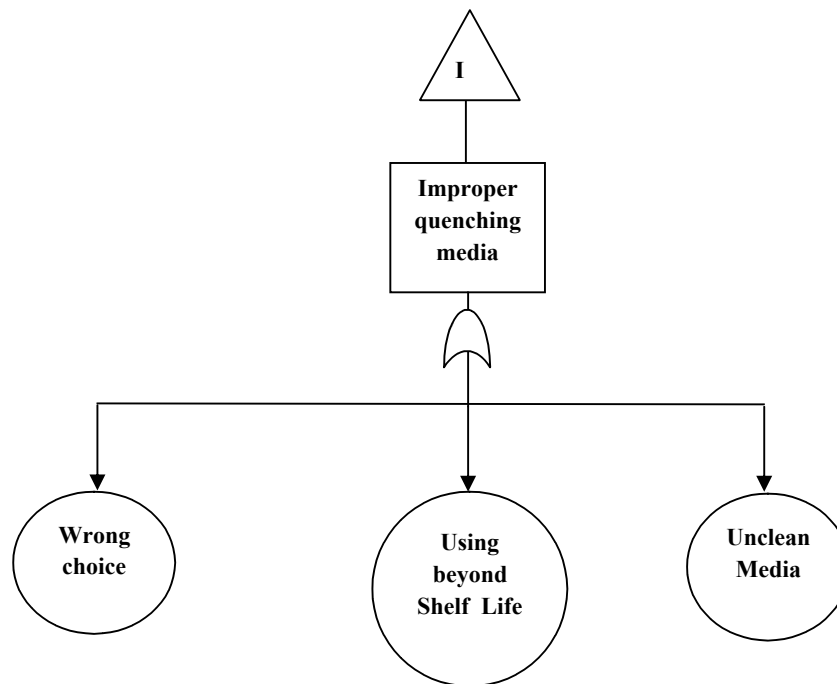 I
Improper
quenching
media
Wrong
choice
Using
beyond
Shelf Life
Unclean
Media